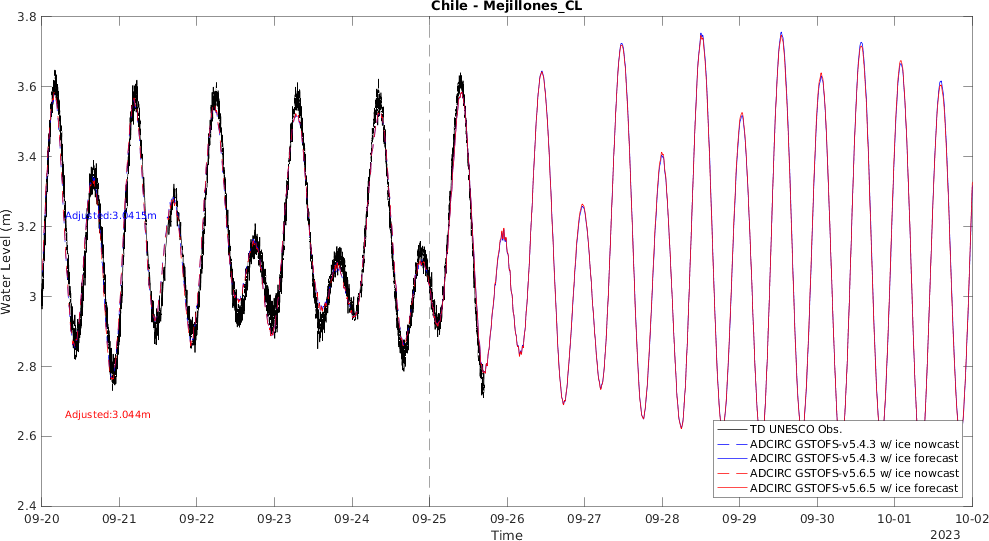 Chile - Mejillones_CL
3.8
3.6
3.4
3.2
3
2.8
2.6
2.4
Water Level (m)
Adjusted:3.0415m
Adjusted:3.044m
TD UNESCO Obs.
ADCIRC GSTOFS-v5.4.3 w/ ice nowcast
ADCIRC GSTOFS-v5.4.3 w/ ice forecast
ADCIRC GSTOFS-v5.6.5 w/ ice nowcast
ADCIRC GSTOFS-v5.6.5 w/ ice forecast
09-20 09-21 09-22 09-23 09-24 09-25 09-26 09-27 09-28 09-29 09-30 10-01 10-02
Time
2023